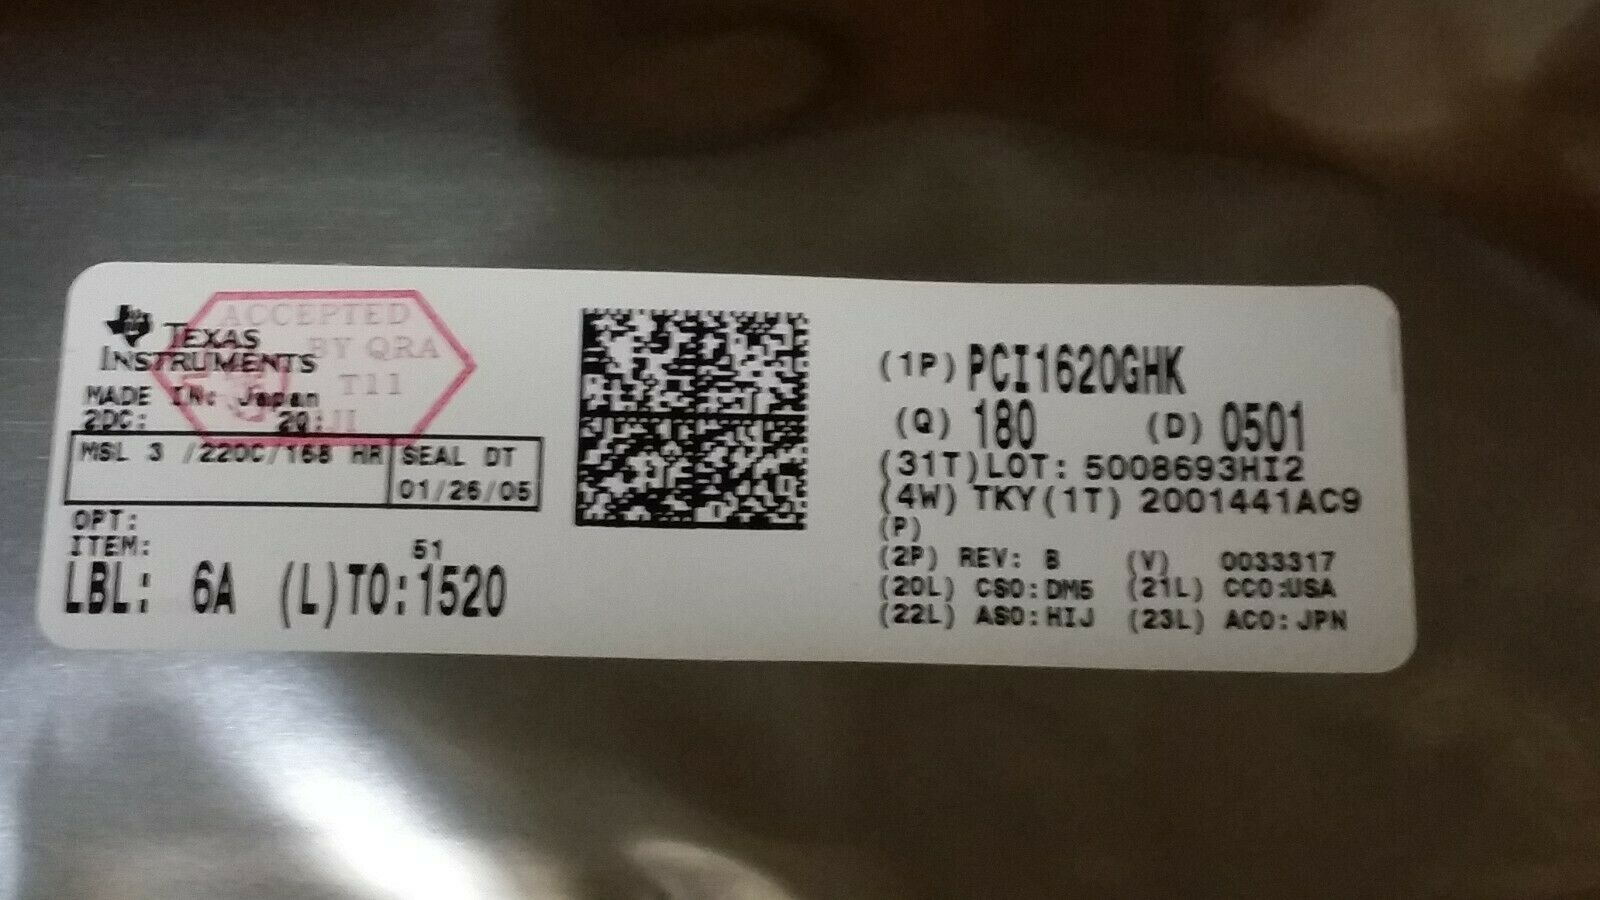 ACCEPTED
BY QRA
T11
TEXAS
INSTRUMENTS
MADE IN: Japan
2DC: 2Q:
MSL 3 /220C/168 HR
SEAL DT
01/26/05
OPT:
ITEM: 51
LBL: 6A (L)TO:1520
(1P) PCI1620GHK
(Q) 180 (D) 0501
(31T)LOT: 5008693HI2
(4W) TKY(1T) 2001441AC9
(P)
(2P) REV: B (V) 0033317
(20L) CSO:DM5 (21L) CCO:USA
(22L) ASO:HIJ (23L) ACO:JPN